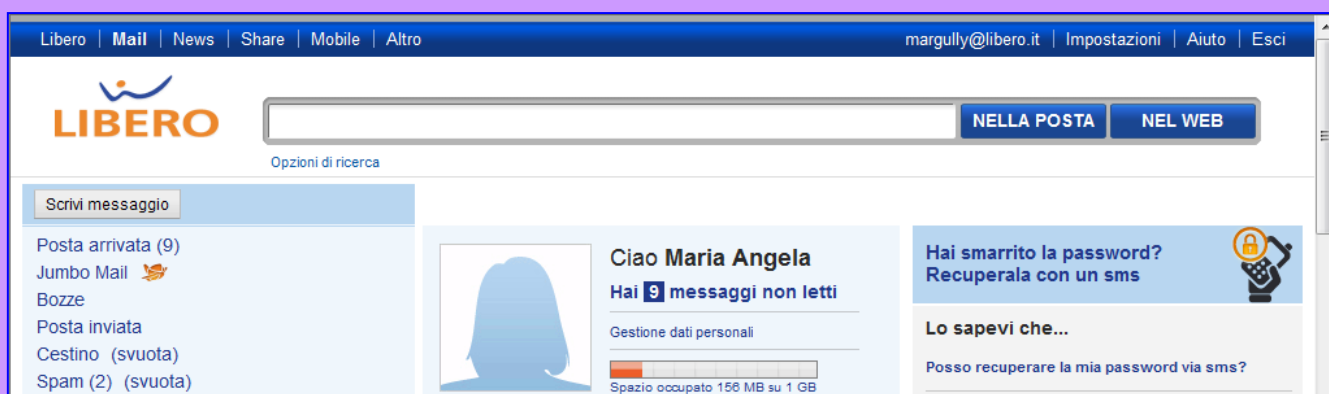 Libero | Mail | News | Share | Mobile | Altro
margully@libero.it | Impostazioni | Aiuto | Esci
LIBERO
NELLA POSTA
NEL WEB
Opzioni di ricerca
Scrivi messaggio
Posta arrivata (9)
Jumbo Mail
Bozze
Posta inviata
Cestino (svuota)
Spam (2) (svuota)
Ciao Maria Angela
Hai 9 messaggi non letti
Gestione dati personali
Spazio occupato 156 MB su 1 GB
Hai smarrito la password?
Recuperala con un sms
Lo sapevi che...
Posso recuperare la mia password via sms?